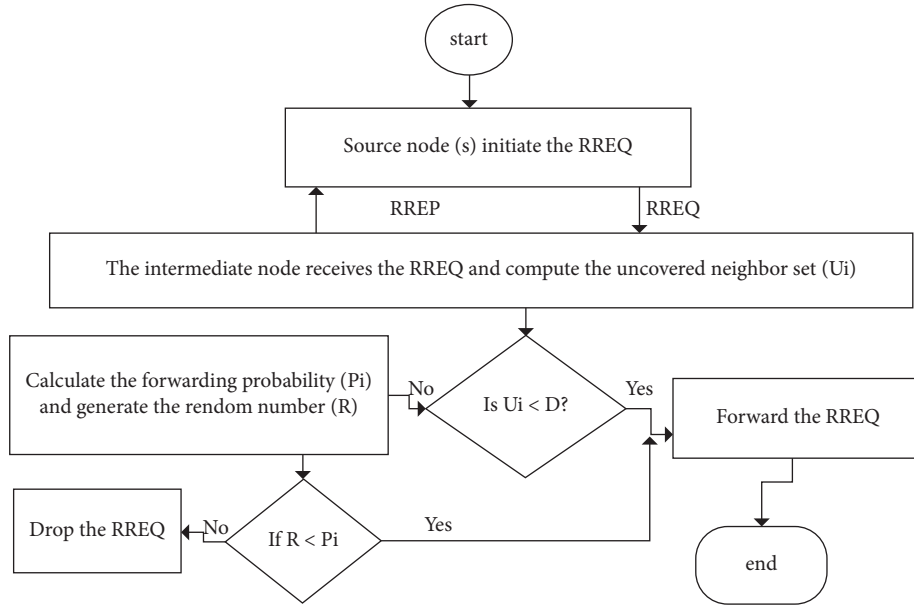 start
Source node (s) initiate the RREQ
RREP
RREQ
The intermediate node receives the RREQ and compute the uncovered neighbor set (Ui)
Calculate the forwarding probability (Pi)
and generate the rendom number (R)
No
Is Ui < D?
Yes
Forward the RREQ
Drop the RREQ
No
If R < Pi
Yes
end